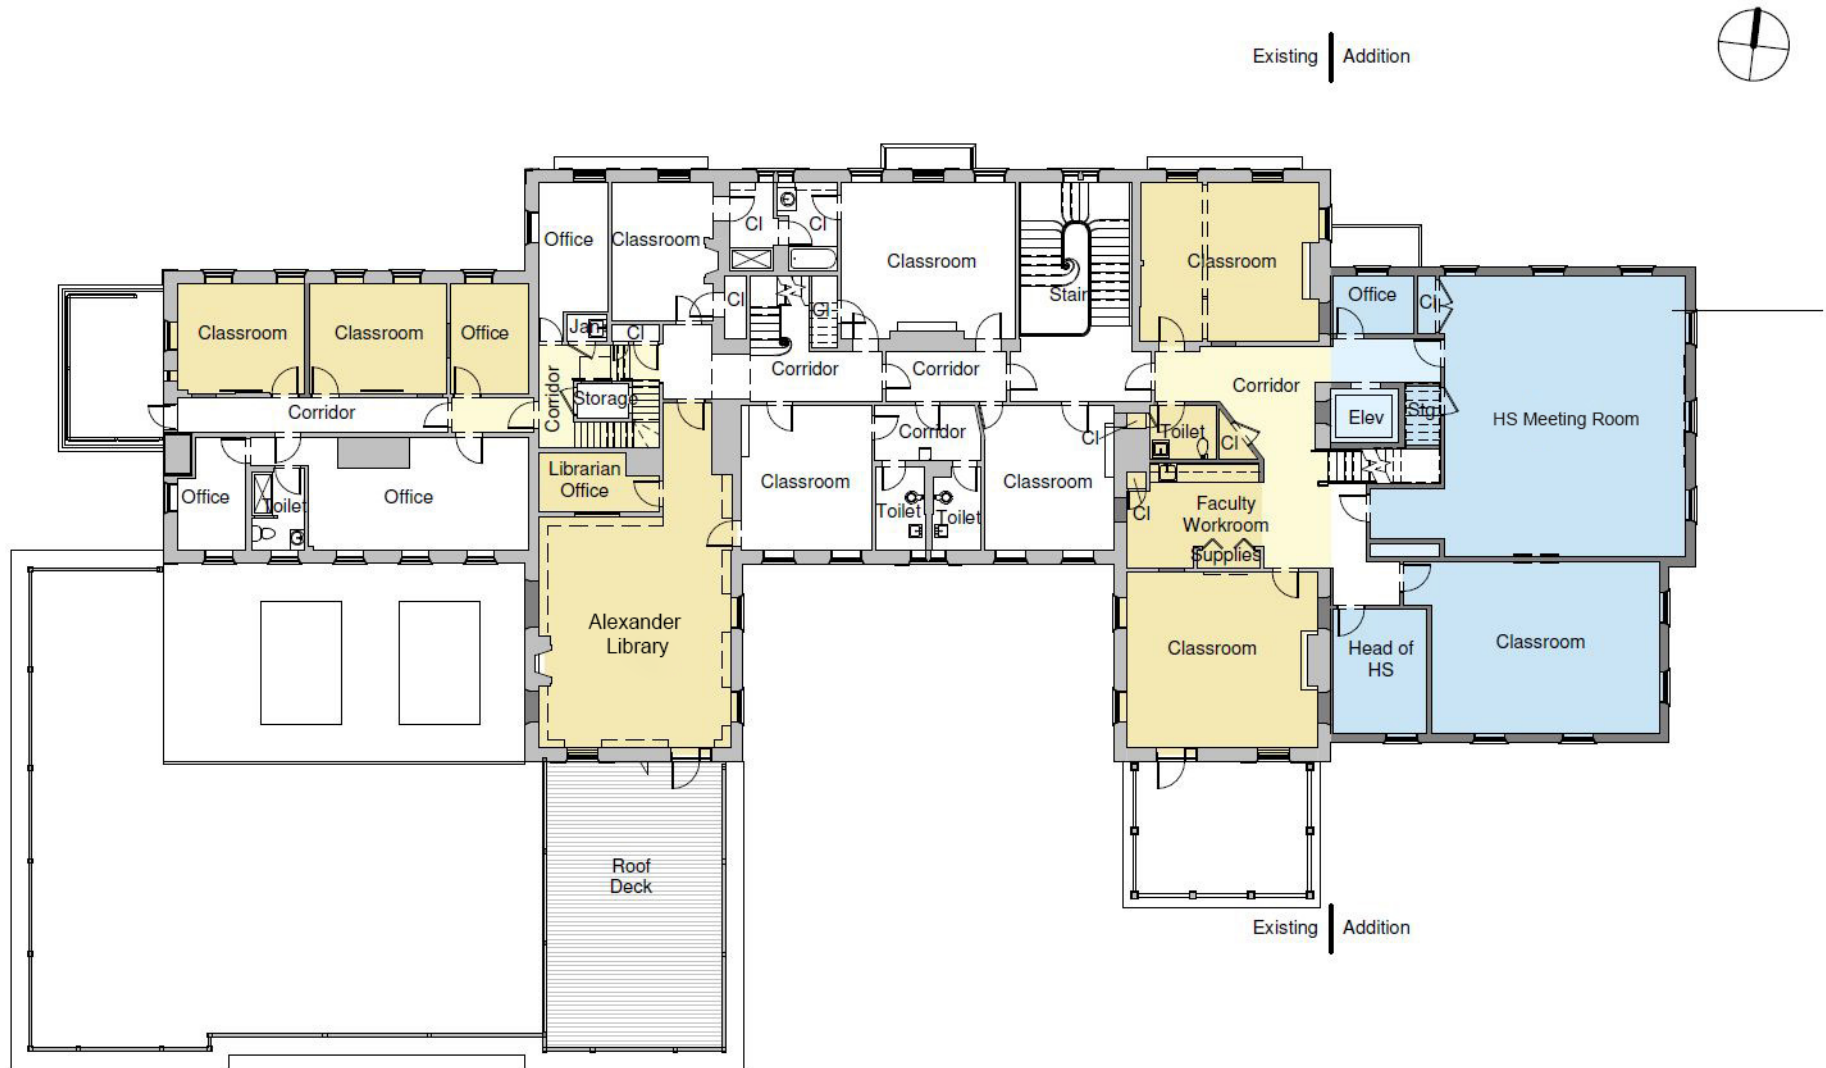 Existing
Addition
Office
Classroom
Cl
Cl
Classroom
Stair
Classroom
Classroom
Classroom
Office
Jan
Cl
Cl
Cl
Office
Cl
Corridor
Corridor
Corridor
Corridor
Storage
Corridor
Elev
Stg
HS Meeting Room
Corridor
Cl
Toilet
Cl
Librarian
Office
Office
Toilet
Office
Classroom
Toilet
Toilet
Classroom
Cl
Faculty
Workroom
Supplies
Alexander
Library
Classroom
Head of
HS
Classroom
Roof
Deck
Existing
Addition